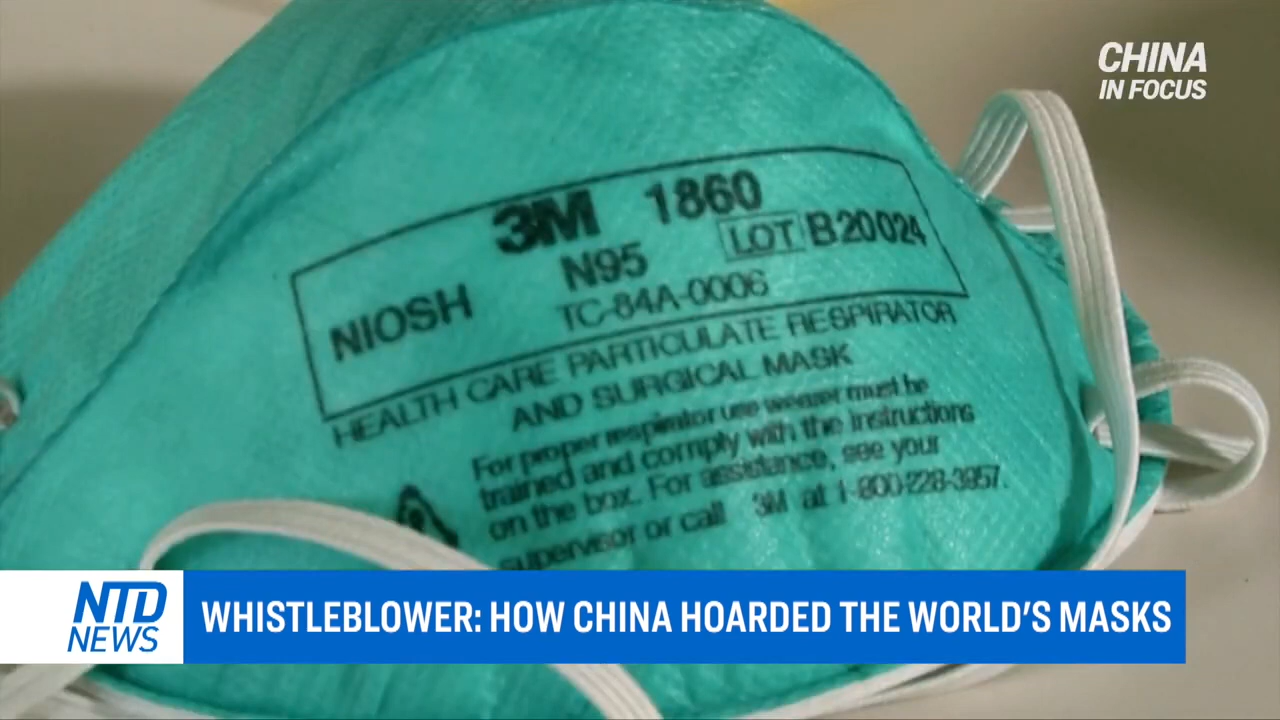 CHINA
IN FOCUS
3M 1860
N95 LOT B20024
NIOSH TC-84A-0006
HEALTH CARE PARTICULATE RESPIRATOR
AND SURGICAL MASK
For proper respirator use wearer must be
trained and comply with the instructions
on the box. For assistance, see your
supervisor or call 3M at 1-800-228-3957.
NTD
NEWS
WHISTLEBLOWER: HOW CHINA HOARDED THE WORLD'S MASKS